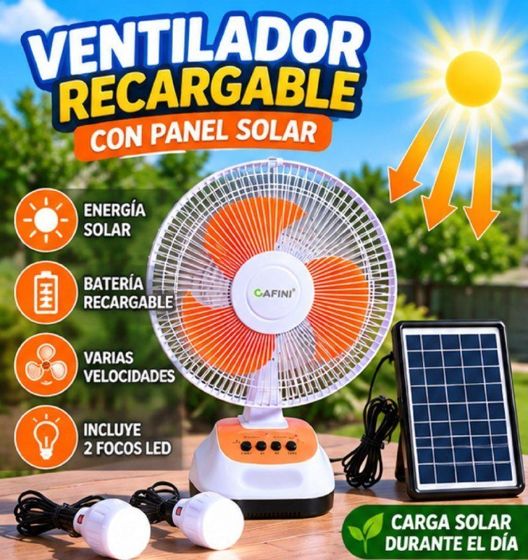 VENTILADOR
RECARGABLE
CON PANEL SOLAR
ENERGÍA
SOLAR
BATERÍA
RECARGABLE
VARIAS
VELOCIDADES
INCLUYE
2 FOCOS LED
GAFINI®
CARGA SOLAR
DURANTE EL DÍA